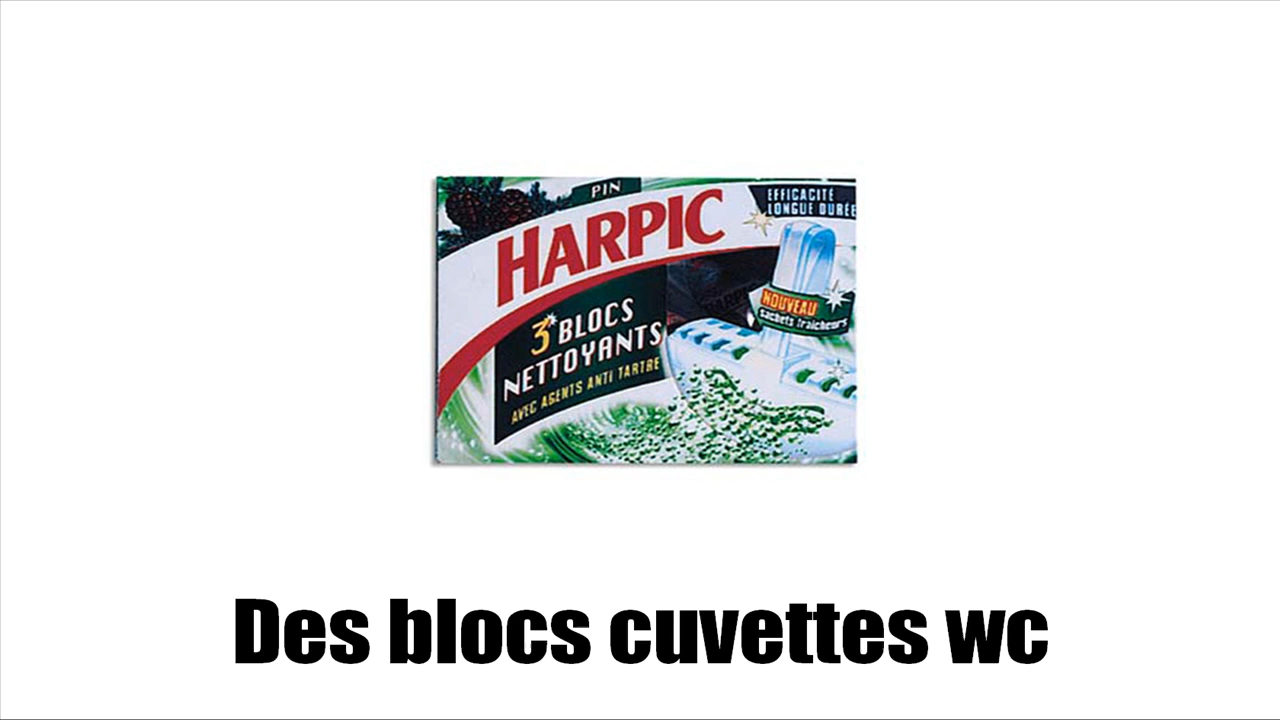 PIN
EFFICACITÉ
LONGUE DURÉE
HARPIC
NOUVEAU
sachets fraîcheurs
3 BLOCS
NETTOYANTS
AVEC AGENTS ANTI TARTRE
Des blocs cuvettes wc